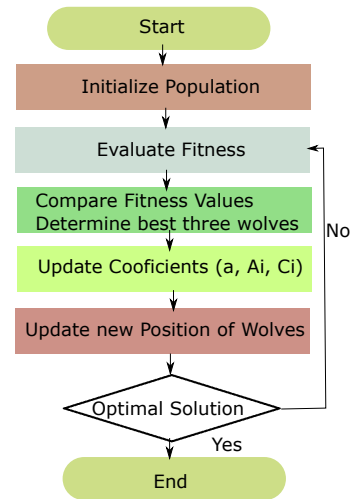 Start
Initialize Population
Evaluate Fitness
Compare Fitness Values
Determine best three wolves
No
Update Cooficients (a, Ai, Ci)
Update new Position of Wolves
Optimal Solution
Yes
End